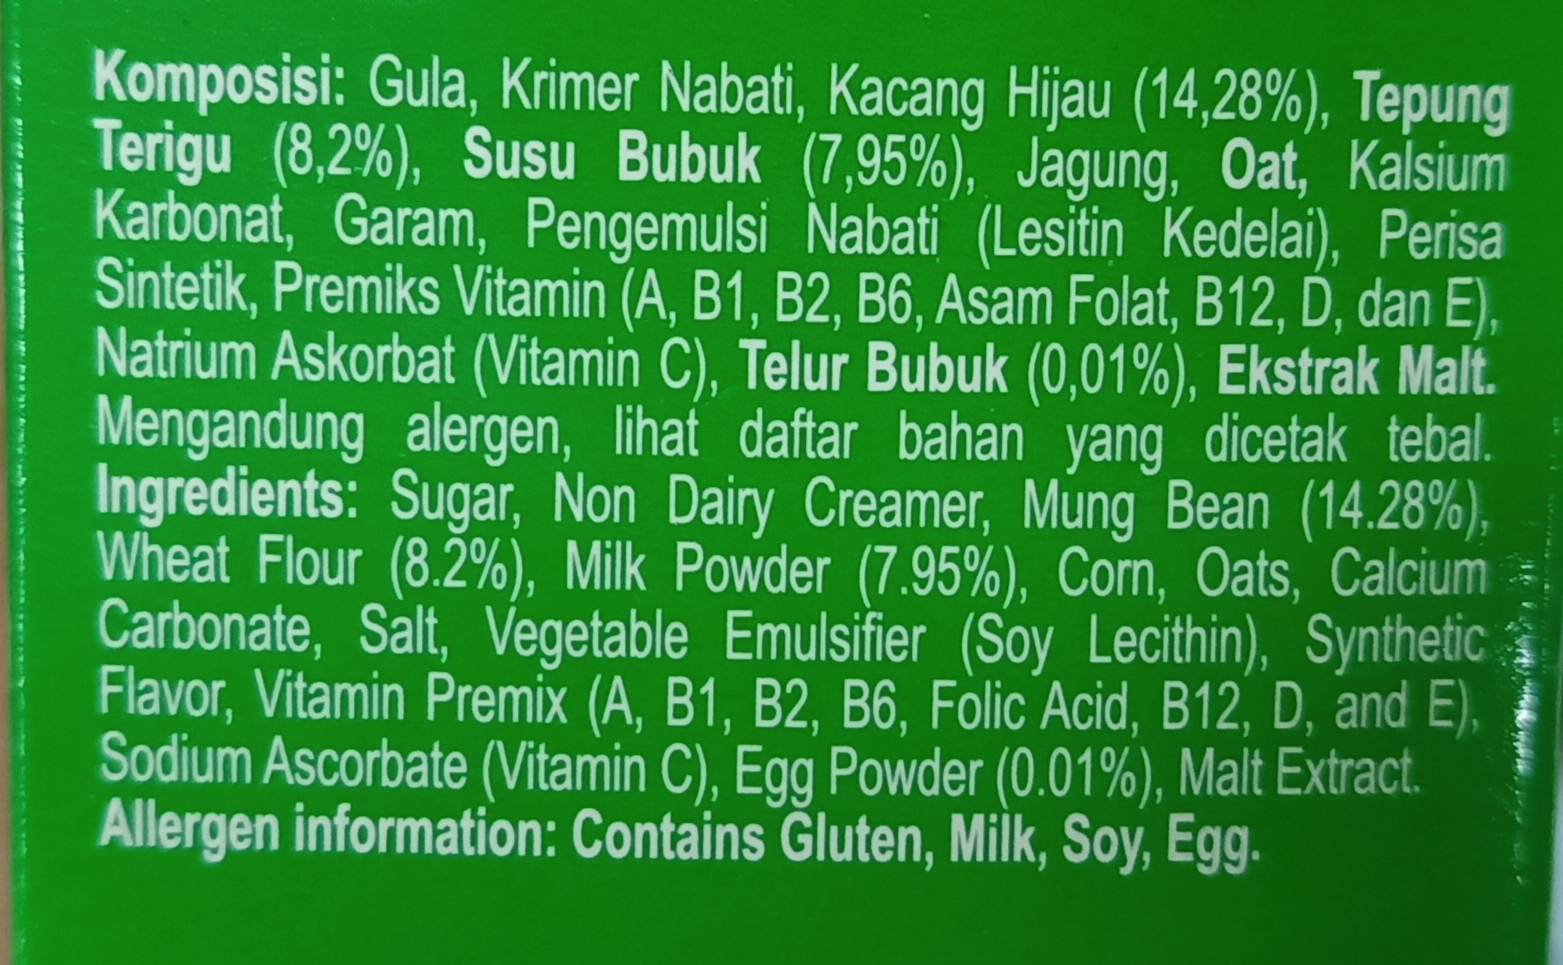 Komposisi: Gula, Krimer Nabati, Kacang Hijau (14,28%), Tepung
Terigu (8,2%), Susu Bubuk (7,95%), Jagung, Oat, Kalsium
Karbonat, Garam, Pengemulsi Nabati (Lesitin Kedelai), Perisa
Sintetik, Premiks Vitamin (A, B1, B2, B6, Asam Folat, B12, D, dan E),
Natrium Askorbat (Vitamin C), Telur Bubuk (0,01%), Ekstrak Malt.
Mengandung alergen, lihat daftar bahan yang dicetak tebal.
Ingredients: Sugar, Non Dairy Creamer, Mung Bean (14.28%),
Wheat Flour (8.2%), Milk Powder (7.95%), Corn, Oats, Calcium
Carbonate, Salt, Vegetable Emulsifier (Soy Lecithin), Synthetic
Flavor, Vitamin Premix (A, B1, B2, B6, Folic Acid, B12, D, and E),
Sodium Ascorbate (Vitamin C), Egg Powder (0.01%), Malt Extract.
Allergen information: Contains Gluten, Milk, Soy, Egg.